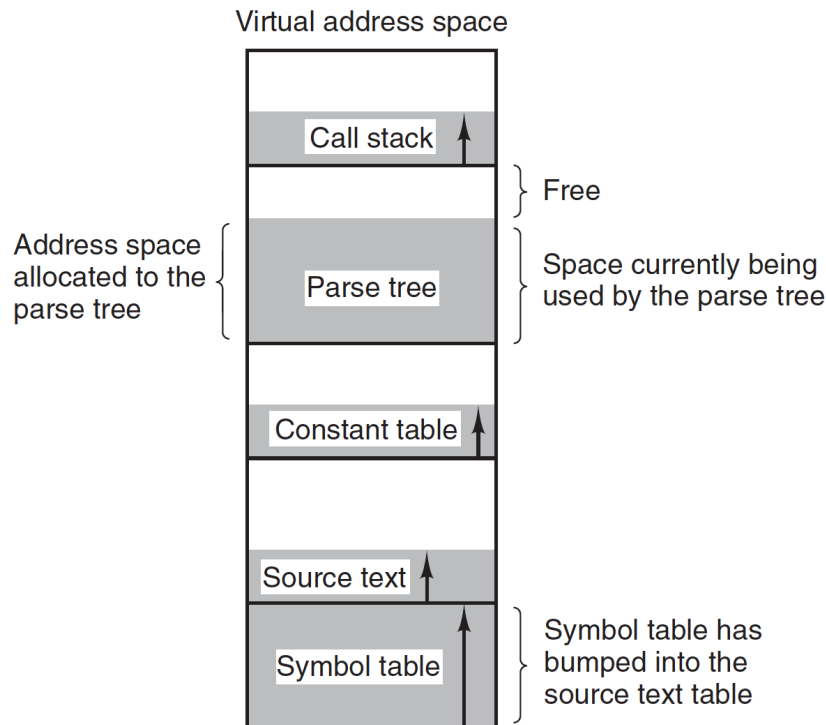 Virtual address space
Call stack
Free
Address space
allocated to the
parse tree
Parse tree
Space currently being
used by the parse tree
Constant table
Source text
Symbol table
Symbol table has
bumped into the
source text table